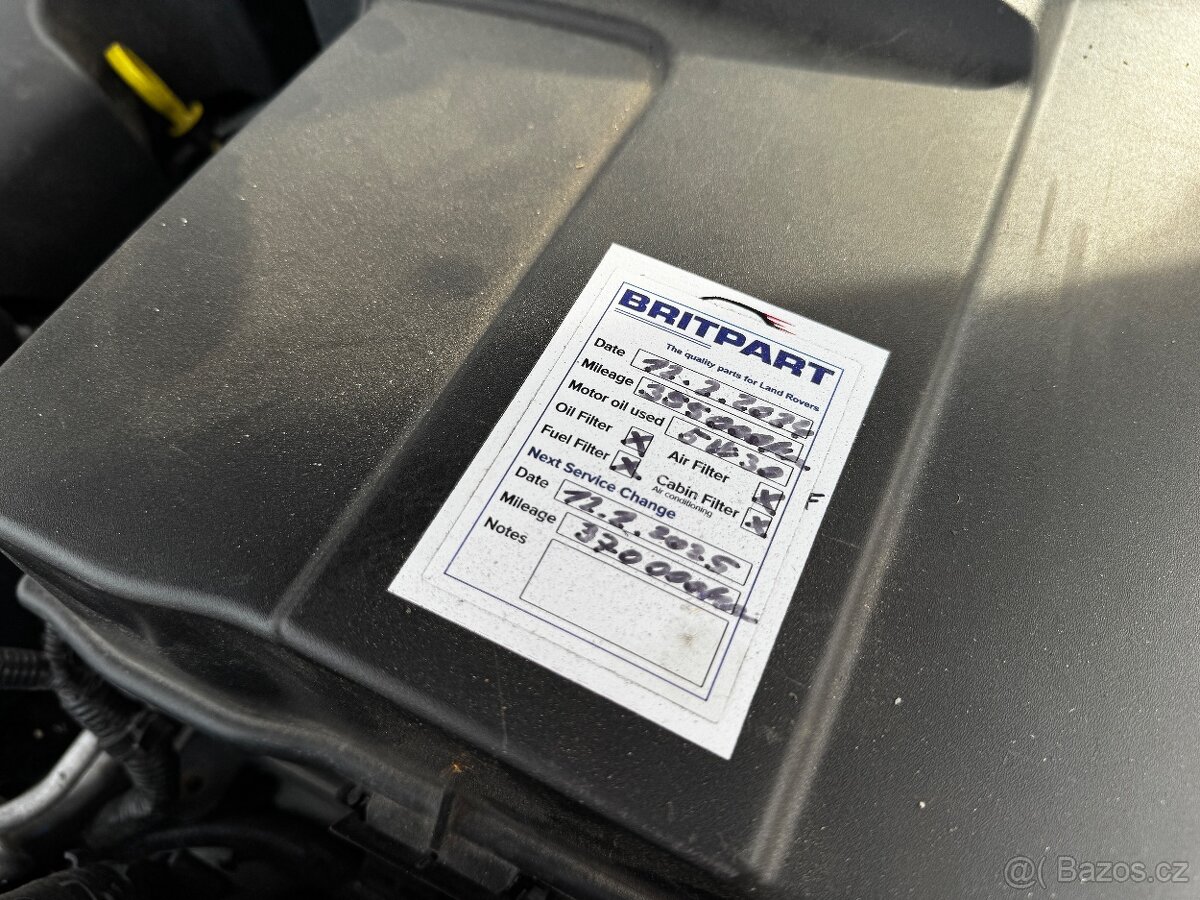 BRITPART
The quality parts for Land Rovers
Date 12.2.2024
Mileage 355 000km
Motor oil used 5W30
Oil Filter X Air Filter X
Fuel Filter X Cabin Filter X
Air conditioning
Next Service Change
Date 12.2.2025
Mileage 370 000km
Notes
F
@( Bazos.cz